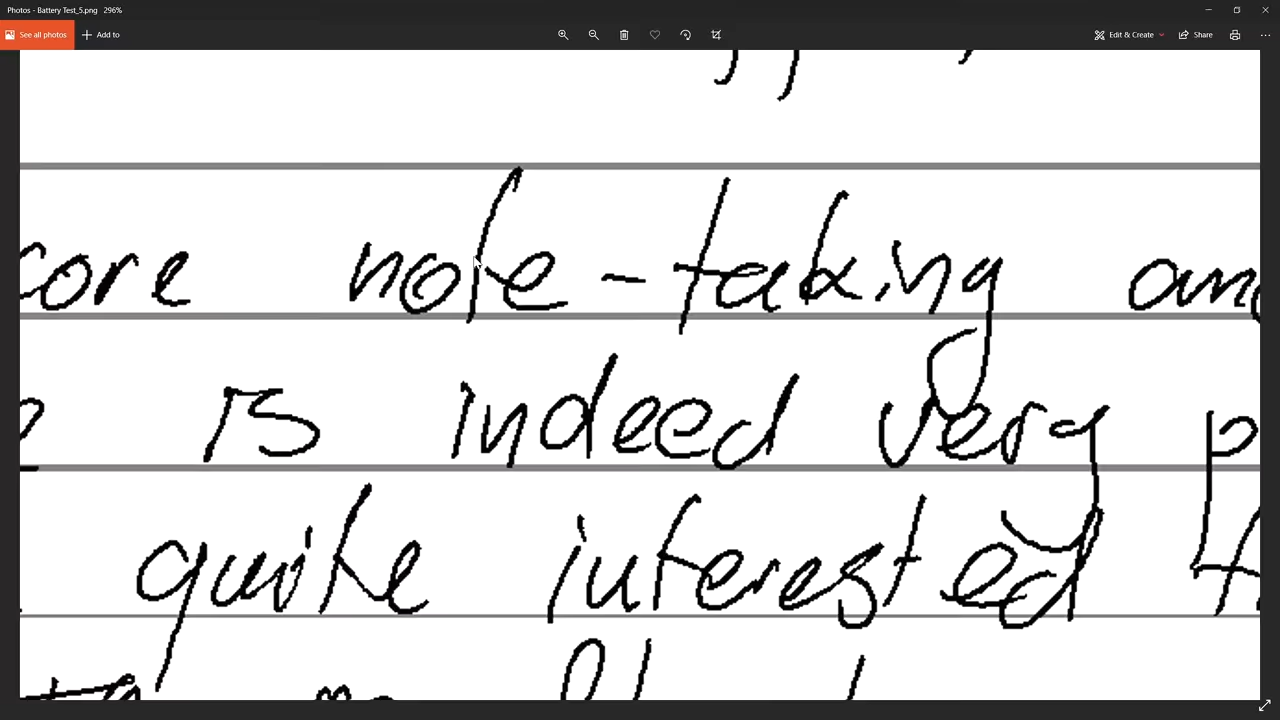 Photos - Battery Test_5.png 296%
See all photos Add to Edit & Create Share
core note-taking
is indeed very
quite interested